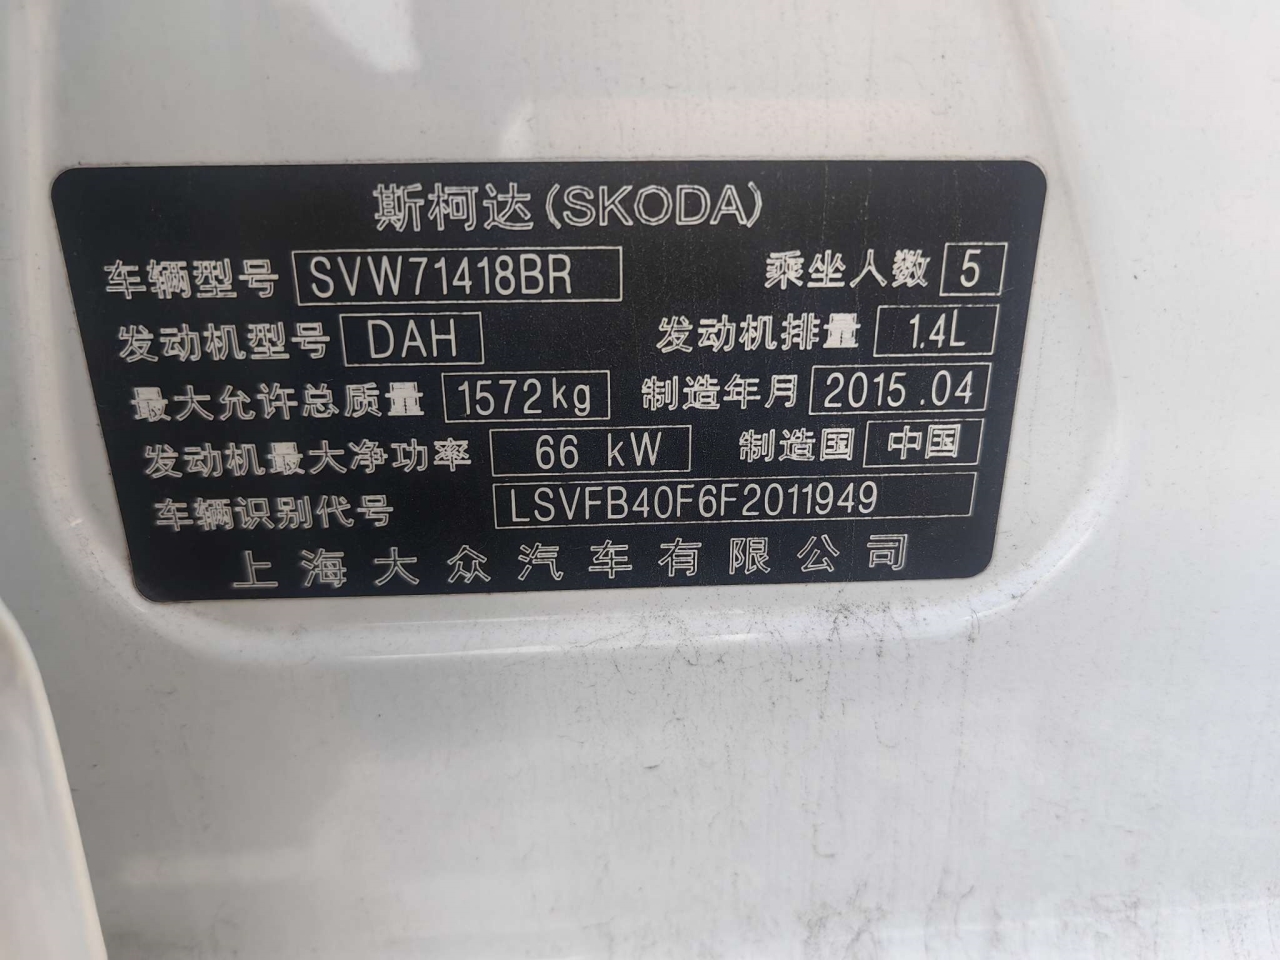 斯柯达(SKODA)
车辆型号 SVW71418BR 乘坐人数 5
发动机型号 DAH 发动机排量 1.4L
最大允许总质量 1572kg 制造年月 2015.04
发动机最大净功率 66 kW 制造国 中国
车辆识别代号 LSVFB40F6F2011949
上海大众汽车有限公司